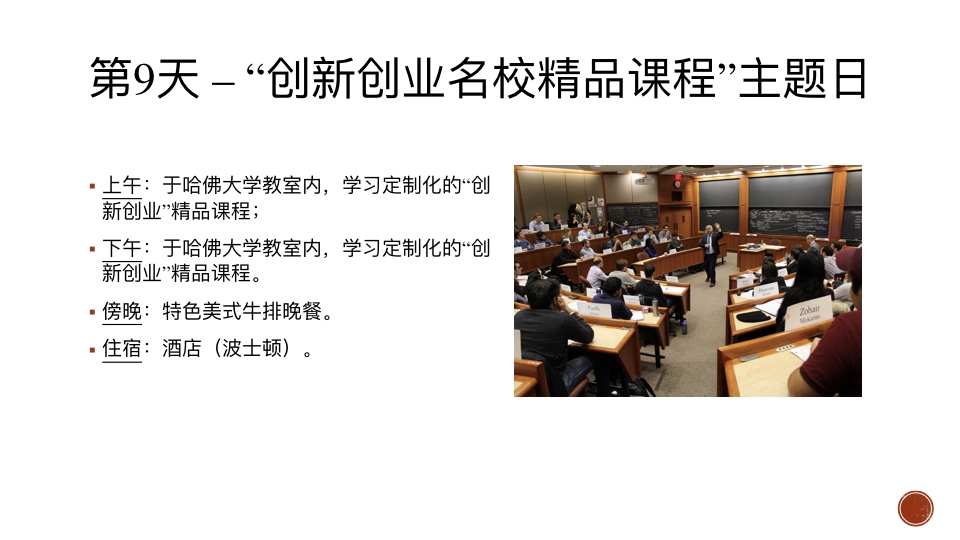 第9天 – “创新创业名校精品课程”主题日
上午：于哈佛大学教室内，学习定制化的“创
新创业”精品课程；
下午：于哈佛大学教室内，学习定制化的“创
新创业”精品课程。
傍晚：特色美式牛排晚餐。
住宿：酒店（波士顿）。
Zohair